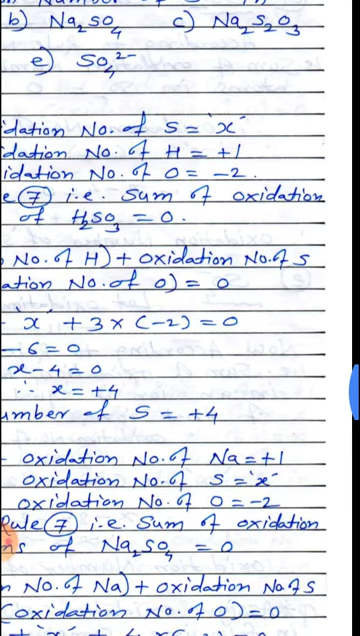 b) Na₂SO₄ c) Na₂S₂O₃
e) SO₄²⁻
idation No. of S = 'x'
dation No. of H = +1
idation No. of O = -2.
e ⑦ i.e. Sum of oxidation
of H₂SO₃ = 0.
No. of H) + oxidation No. of S
ation No. of O) = 0
'x' + 3 × (-2) = 0
- 6 = 0
x - 4 = 0
∴ x = +4
umber of S = +4
oxidation No. of Na = +1
oxidation No. of S = 'x'
oxidation No. of O = -2
Rule ⑦ i.e. Sum of oxidation
ns of Na₂SO₄ = 0
n No. of Na) + oxidation No. of S
(oxidation No. of O) = 0